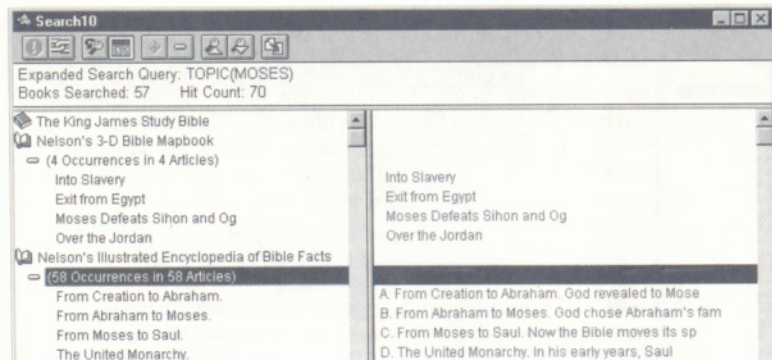 Search10
Expanded Search Query: TOPIC(MOSES)
Books Searched: 57 Hit Count: 70
The King James Study Bible
Nelson's 3-D Bible Mapbook
(4 Occurrences in 4 Articles)
Into Slavery
Exit from Egypt
Moses Defeats Sihon and Og
Over the Jordan
Nelson's Illustrated Encyclopedia of Bible Facts
(58 Occurrences in 58 Articles)
From Creation to Abraham.
From Abraham to Moses.
From Moses to Saul.
The United Monarchy.
Into Slavery
Exit from Egypt
Moses Defeats Sihon and Og
Over the Jordan
A. From Creation to Abraham. God revealed to Mose
B. From Abraham to Moses. God chose Abraham's fam
C. From Moses to Saul. Now the Bible moves its sp
D. The United Monarchy. In his early years, Saul